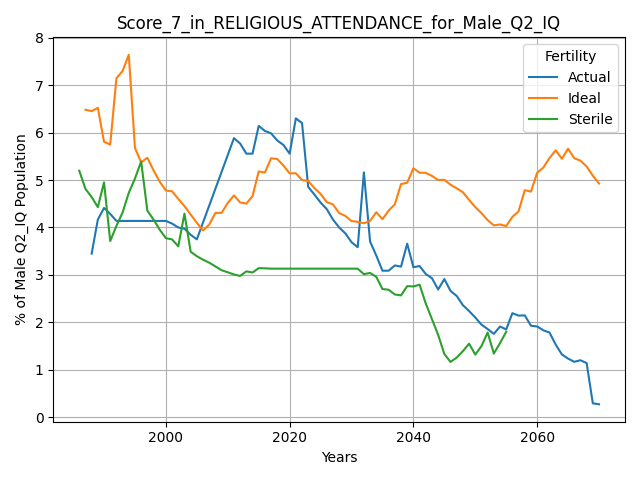 Score_7_in_RELIGIOUS_ATTENDANCE_for_Male_Q2_IQ
Fertility
Actual
Ideal
Sterile
% of Male Q2_IQ Population
8
7
6
5
4
3
2
1
0
2000 2020 2040 2060
Years